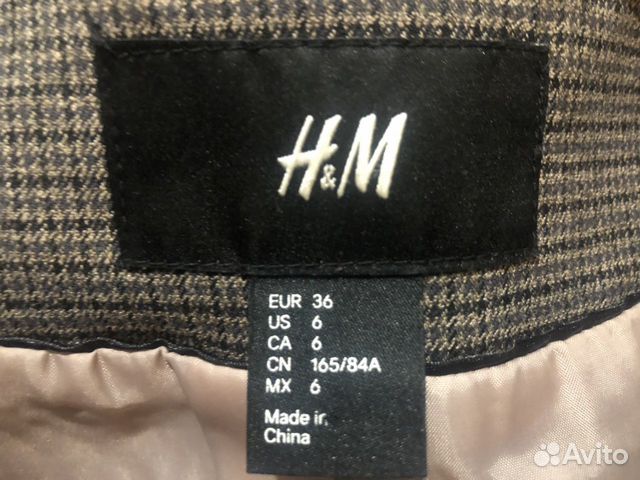 H&M
EUR 36
US 6
CA 6
CN 165/84A
MX 6
Made in
China
Avito